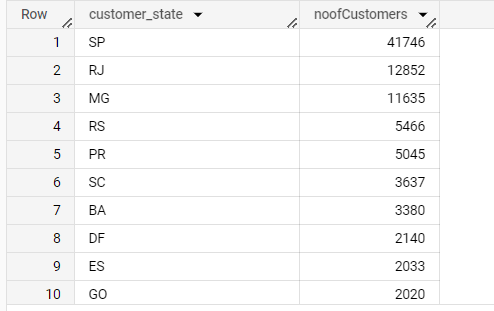 Row customer_state noofCustomers
1 SP 41746
2 RJ 12852
3 MG 11635
4 RS 5466
5 PR 5045
6 SC 3637
7 BA 3380
8 DF 2140
9 ES 2033
10 GO 2020